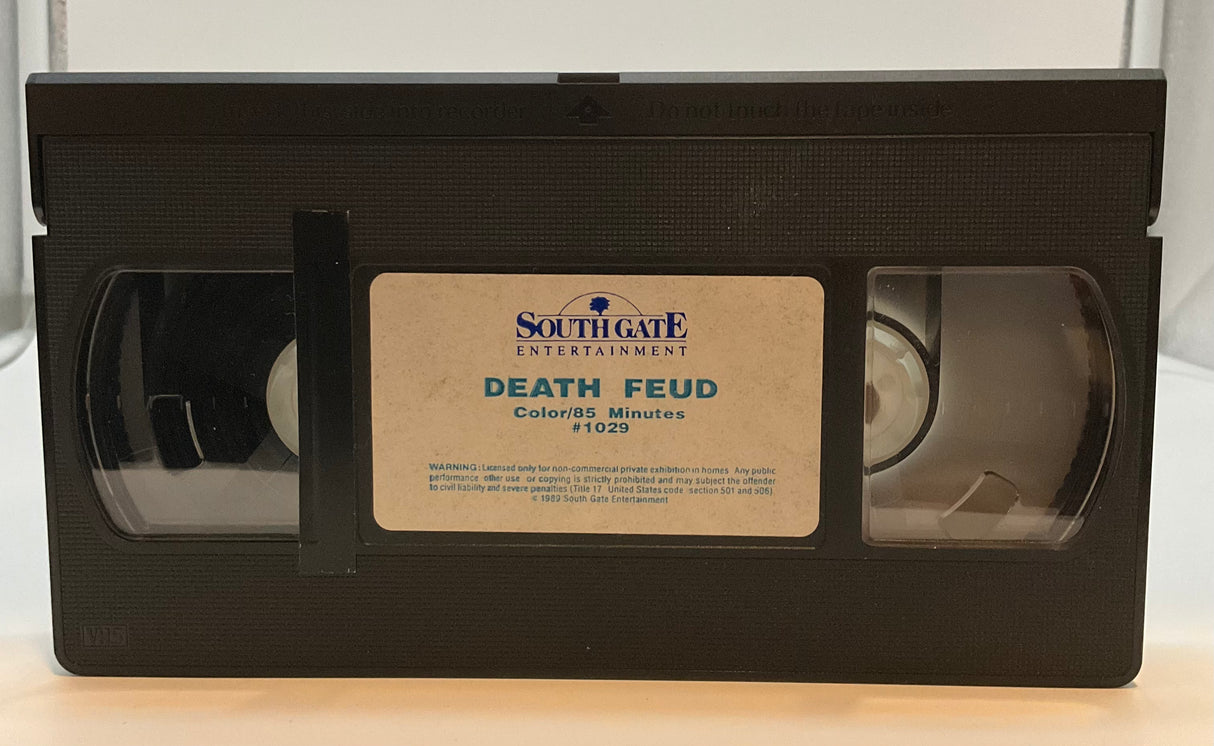 into recorder Do not touch the tape inside
SOUTH GATE
ENTERTAINMENT
DEATH FEUD
Color/85 Minutes
#1029
WARNING: Licensed only for non-commercial private exhibition in homes Any public
performance other use or copying is strictly prohibited and may subject the offender
to civil liability and severe penalties (Title 17 United States code section 501 and 506)
© 1989 South Gate Entertainment
VHS